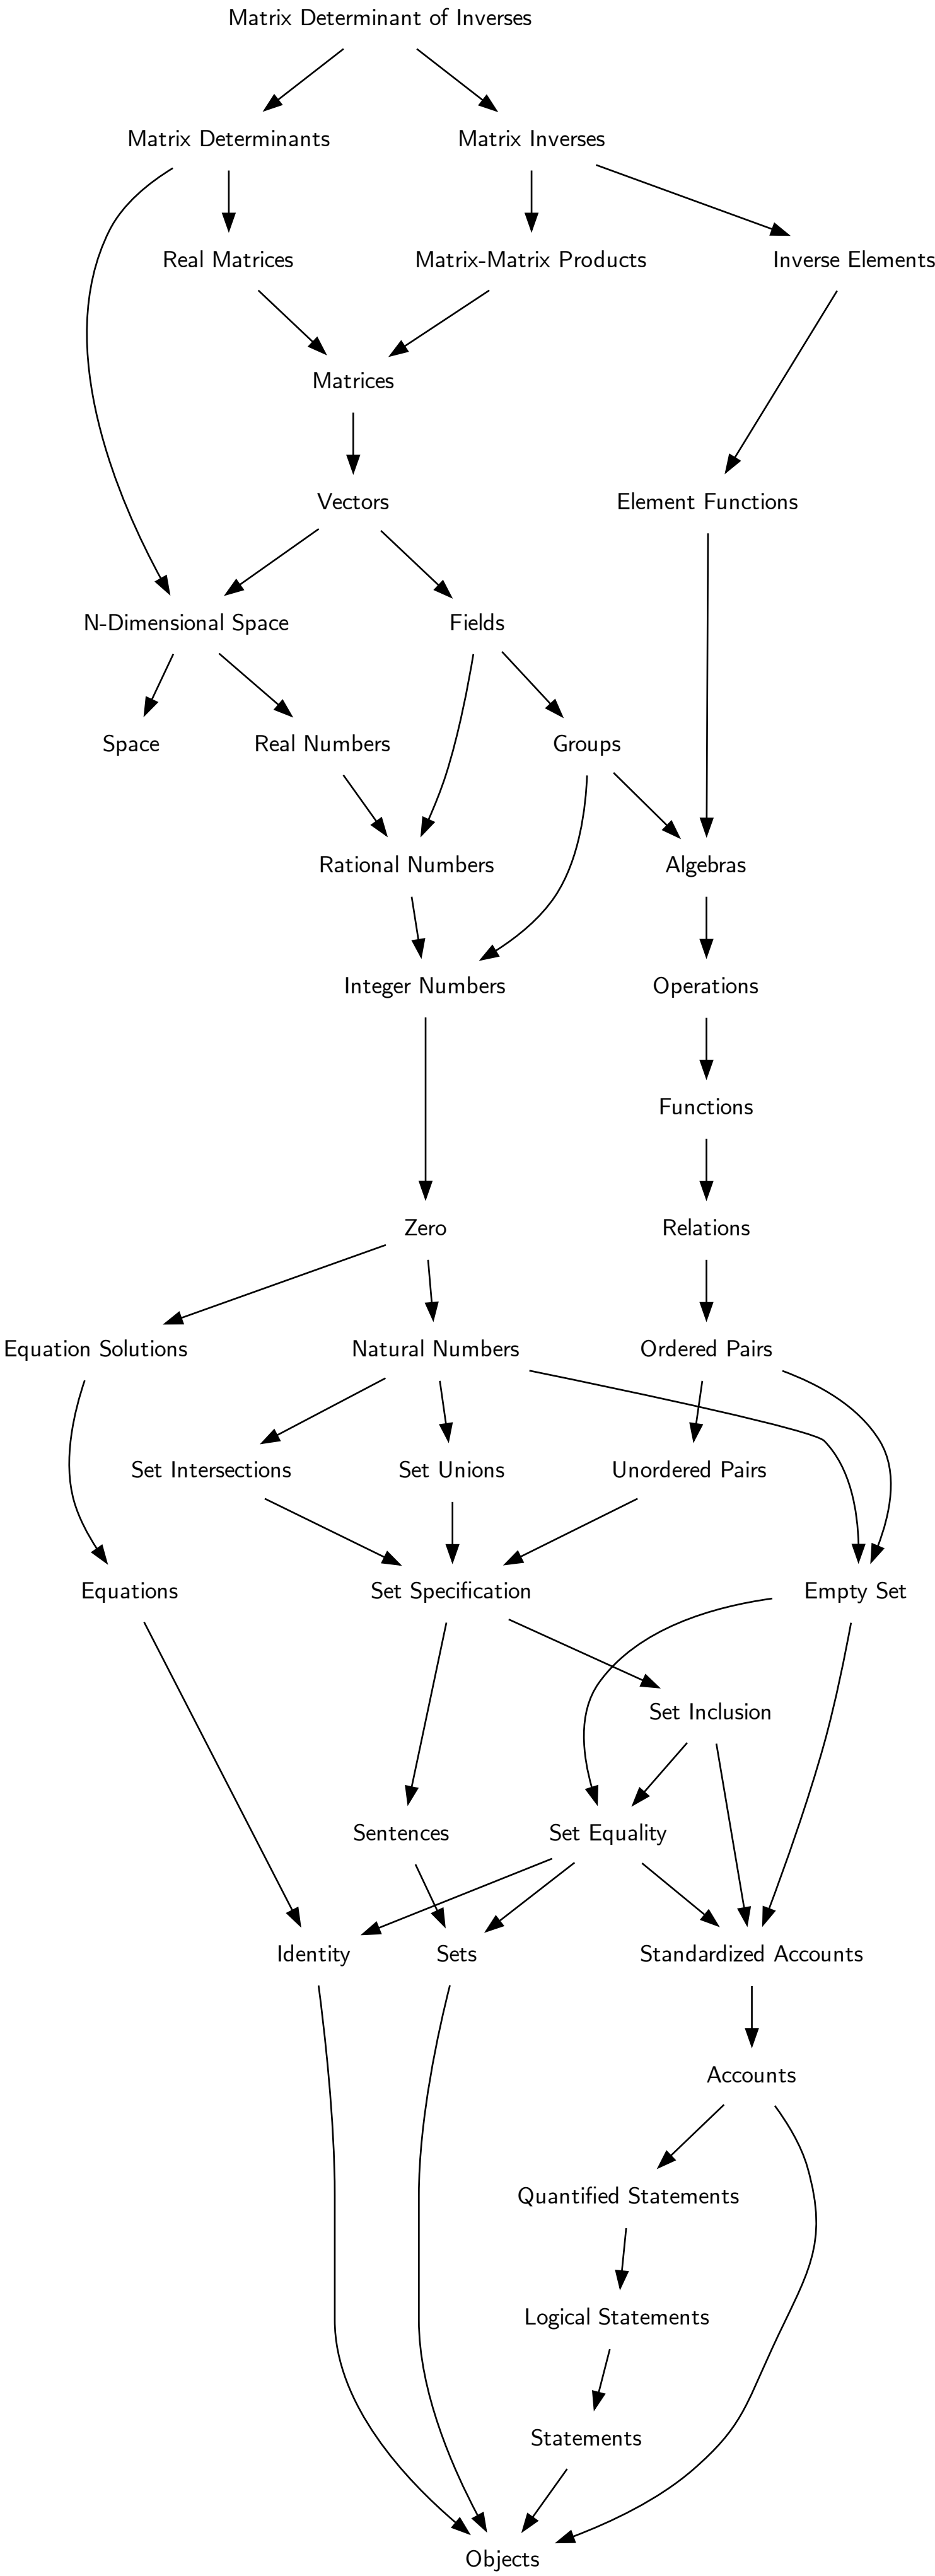 Matrix Determinant of Inverses
Matrix Determinants
Matrix Inverses
Real Matrices
Matrix-Matrix Products
Inverse Elements
Matrices
Vectors
Element Functions
N-Dimensional Space
Fields
Space
Real Numbers
Groups
Rational Numbers
Algebras
Integer Numbers
Operations
Functions
Zero
Relations
Equation Solutions
Natural Numbers
Ordered Pairs
Set Intersections
Set Unions
Unordered Pairs
Equations
Set Specification
Empty Set
Set Inclusion
Sentences
Set Equality
Identity
Sets
Standardized Accounts
Accounts
Quantified Statements
Logical Statements
Statements
Objects